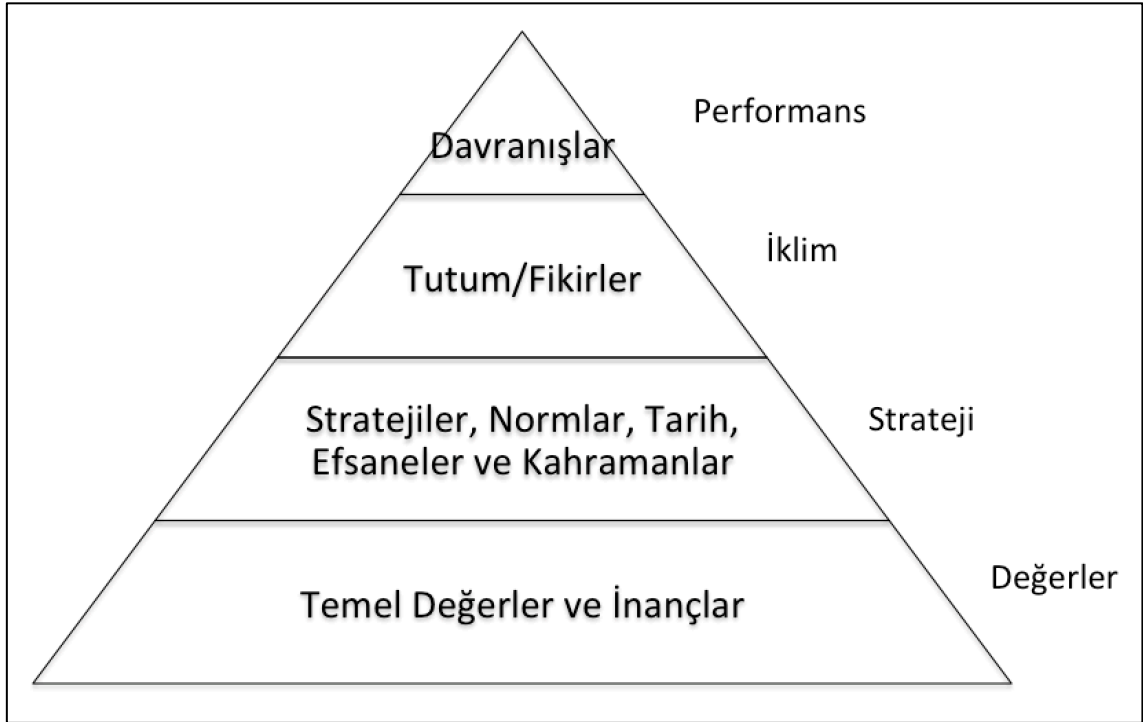 Performans
Davranışlar
İklim
Tutum/Fikirler
Stratejiler, Normlar, Tarih,
Efsaneler ve Kahramanlar
Strateji
Değerler
Temel Değerler ve İnançlar